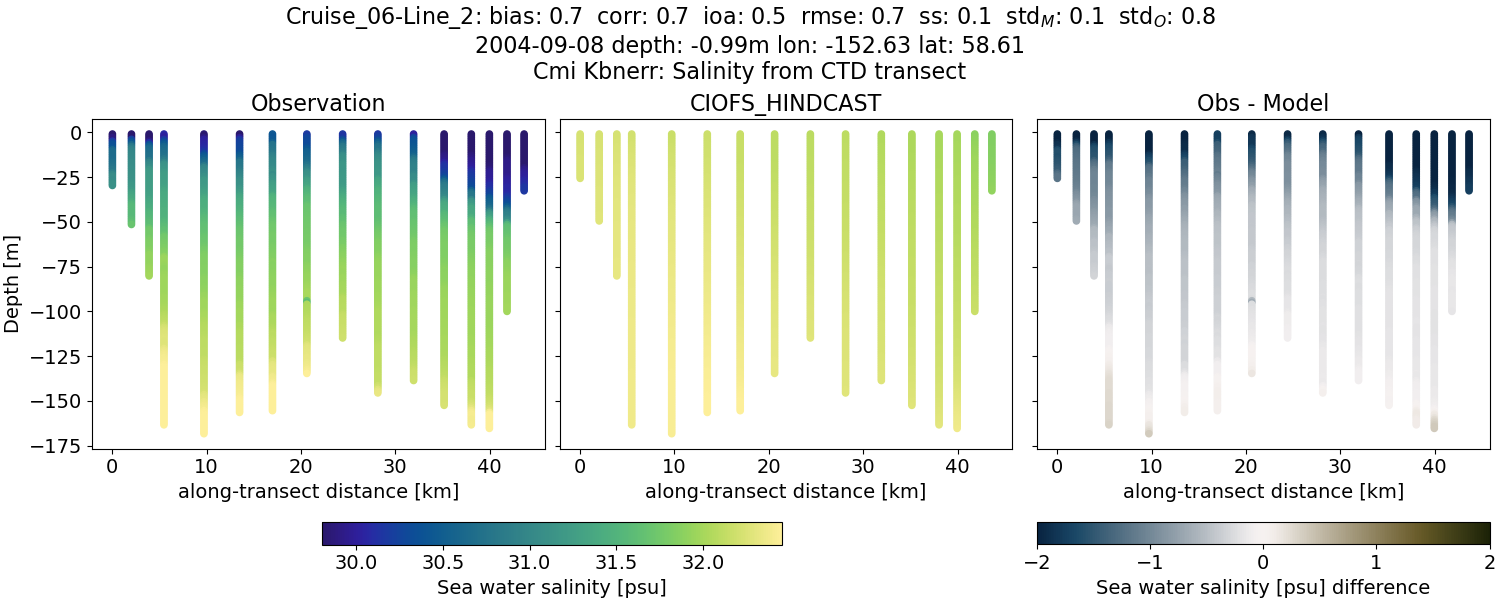 Cruise_06-Line_2: bias: 0.7 corr: 0.7 ioa: 0.5 rmse: 0.7 ss: 0.1 std_M: 0.1 std_O: 0.8
2004-09-08 depth: -0.99m lon: -152.63 lat: 58.61
Cmi Kbnerr: Salinity from CTD transect
Observation
CIOFS_HINDCAST
Obs - Model
Depth [m]
0
−25
−50
−75
−100
−125
−150
−175
0 10 20 30 40
0 10 20 30 40
0 10 20 30 40
along-transect distance [km]
along-transect distance [km]
along-transect distance [km]
30.0 30.5 31.0 31.5 32.0
Sea water salinity [psu]
−2 −1 0 1 2
Sea water salinity [psu] difference